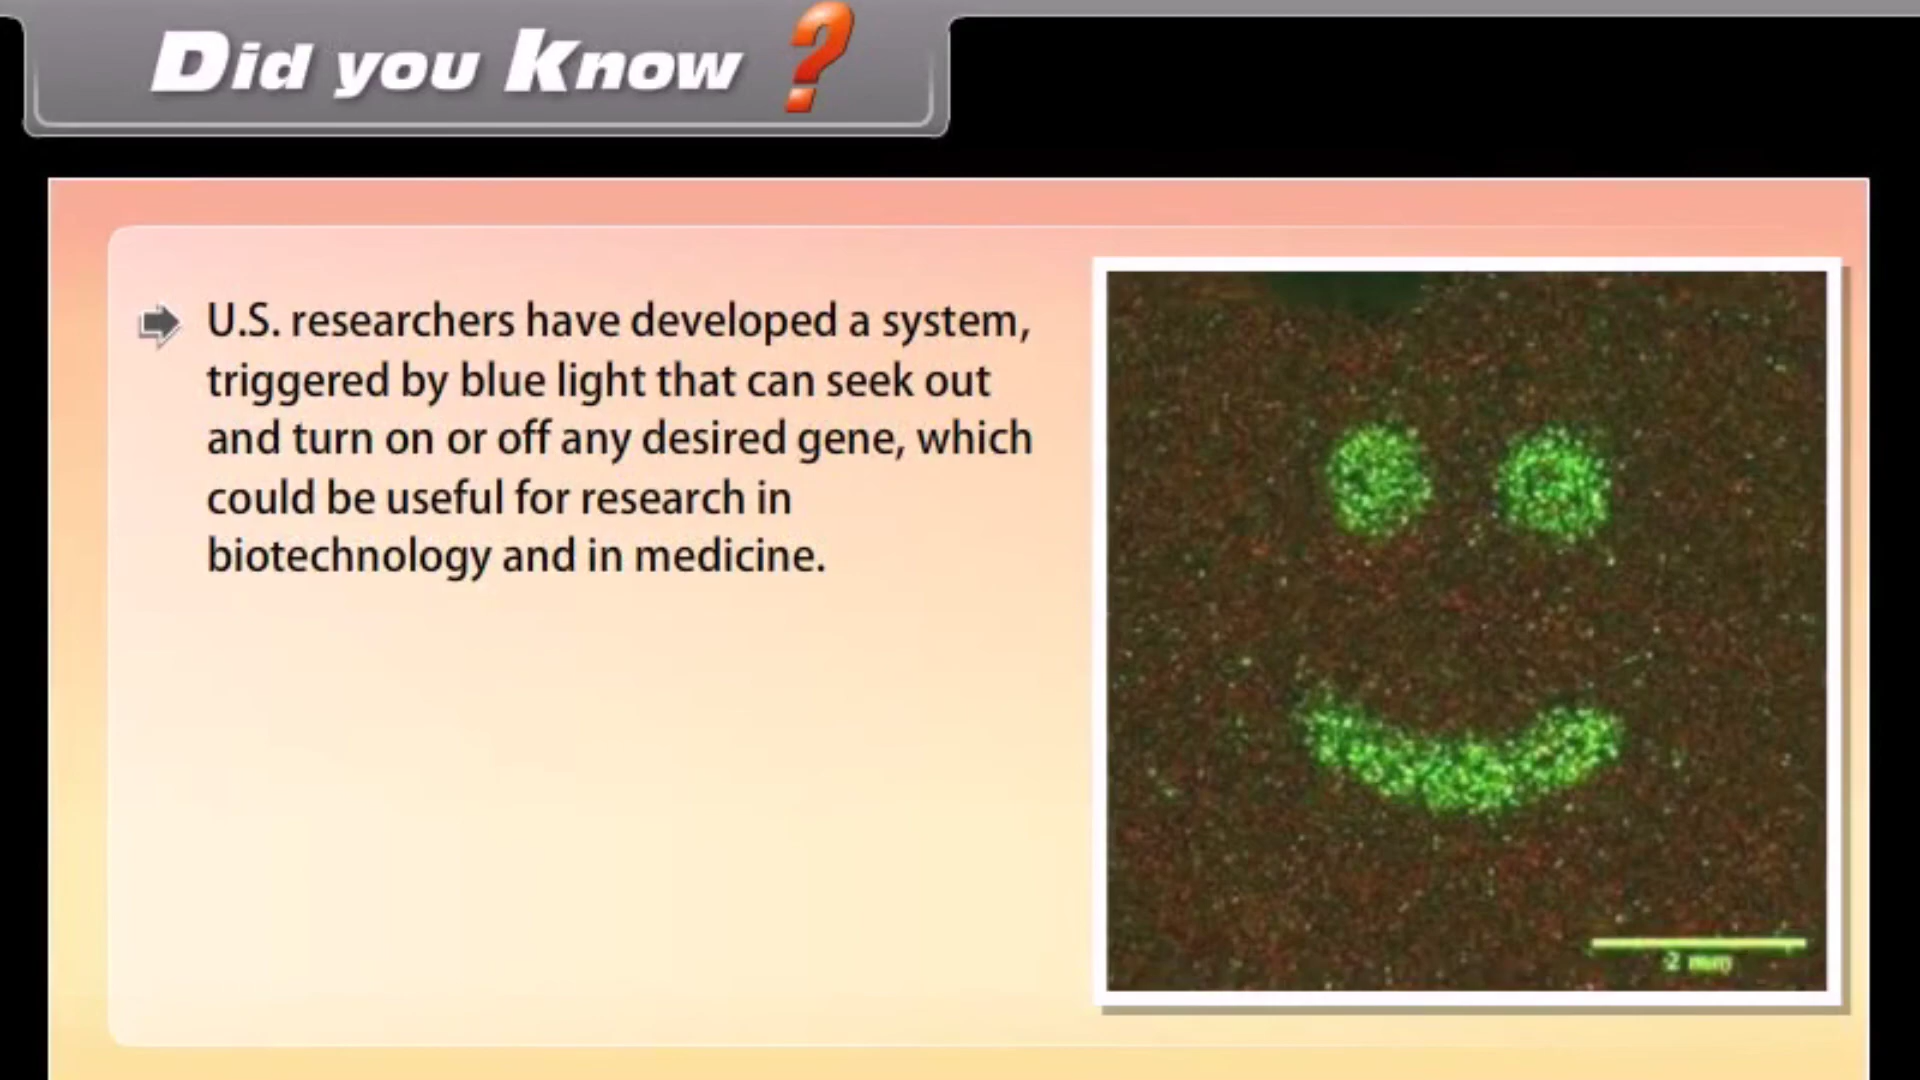 Did you Know ?
U.S. researchers have developed a system,
triggered by blue light that can seek out
and turn on or off any desired gene, which
could be useful for research in
biotechnology and in medicine.
2 mm